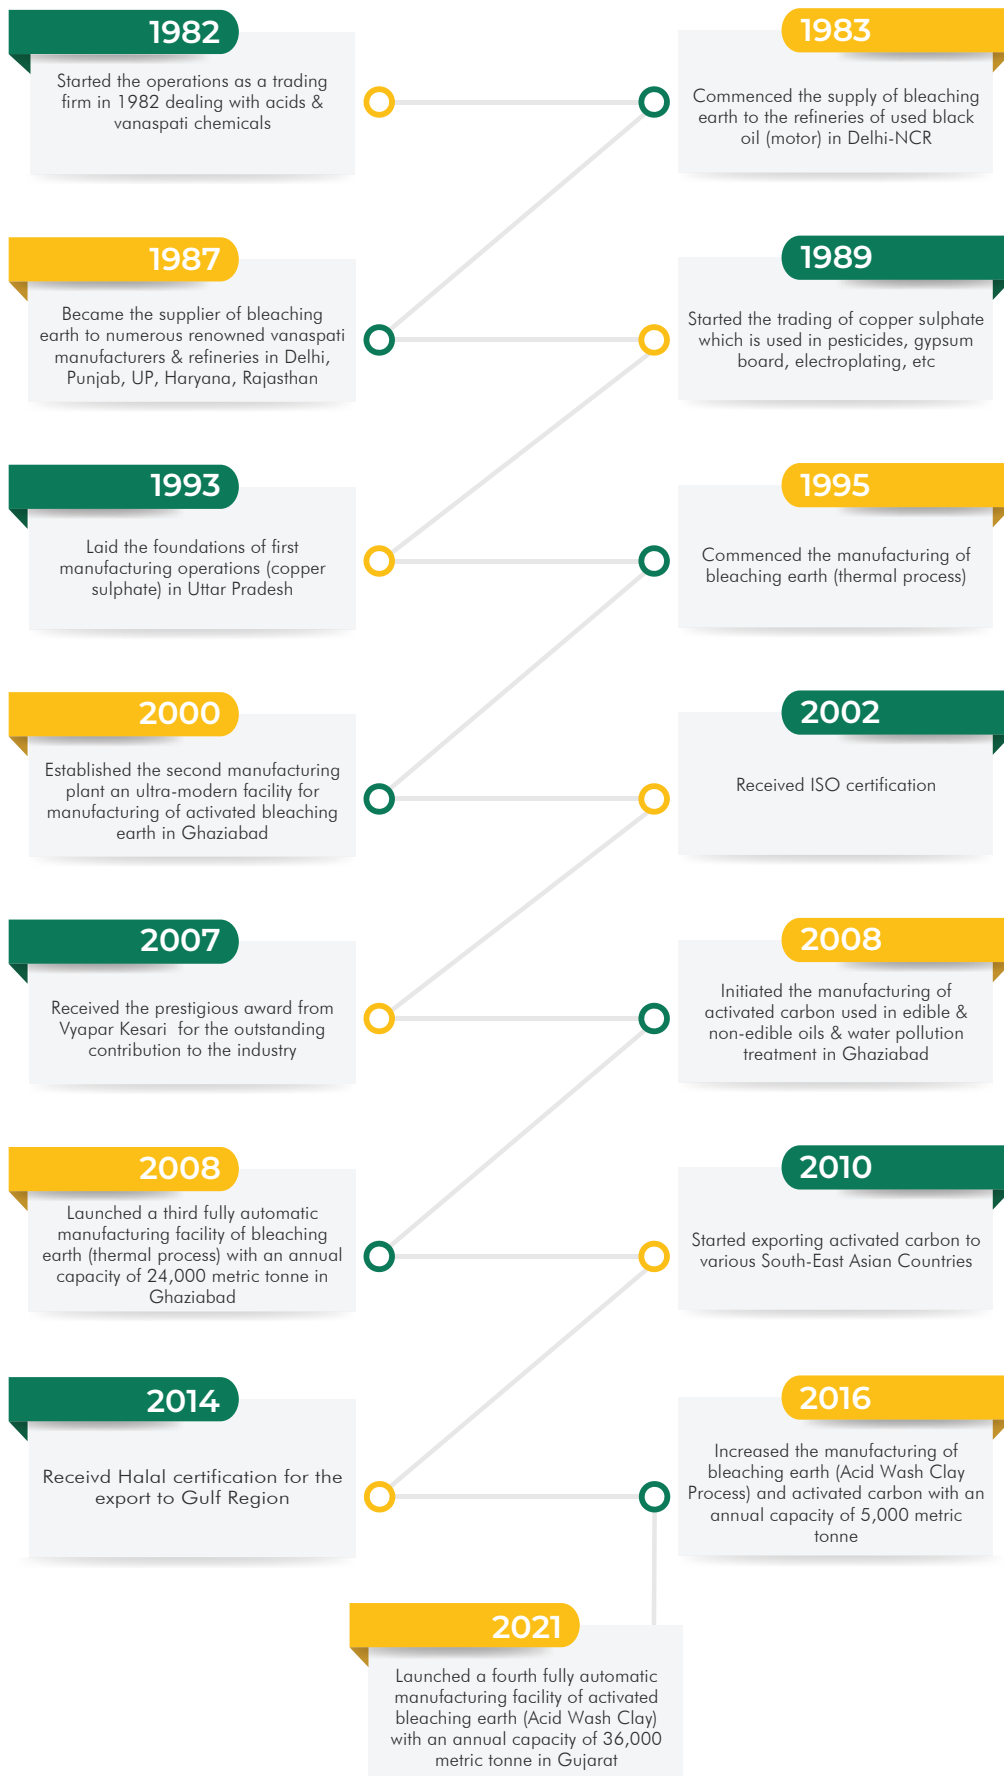 1982
Started the operations as a trading
firm in 1982 dealing with acids &
vanaspati chemicals
1983
Commenced the supply of bleaching
earth to the refineries of used black
oil (motor) in Delhi-NCR
1987
Became the supplier of bleaching
earth to numerous renowned vanaspati
manufacturers & refineries in Delhi,
Punjab, UP, Haryana, Rajasthan
1989
Started the trading of copper sulphate
which is used in pesticides, gypsum
board, electroplating, etc
1993
Laid the foundations of first
manufacturing operations (copper
sulphate) in Uttar Pradesh
1995
Commenced the manufacturing of
bleaching earth (thermal process)
2000
Established the second manufacturing
plant an ultra-modern facility for
manufacturing of activated bleaching
earth in Ghaziabad
2002
Received ISO certification
2007
Received the prestigious award from
Vyapar Kesari for the outstanding
contribution to the industry
2008
Initiated the manufacturing of
activated carbon used in edible &
non-edible oils & water pollution
treatment in Ghaziabad
2008
Launched a third fully automatic
manufacturing facility of bleaching
earth (thermal process) with an annual
capacity of 24,000 metric tonne in
Ghaziabad
2010
Started exporting activated carbon to
various South-East Asian Countries
2014
Receivd Halal certification for the
export to Gulf Region
2016
Increased the manufacturing of
bleaching earth (Acid Wash Clay
Process) and activated carbon with an
annual capacity of 5,000 metric
tonne
2021
Launched a fourth fully automatic
manufacturing facility of activated
bleaching earth (Acid Wash Clay)
with an annual capacity of 36,000
metric tonne in Gujarat